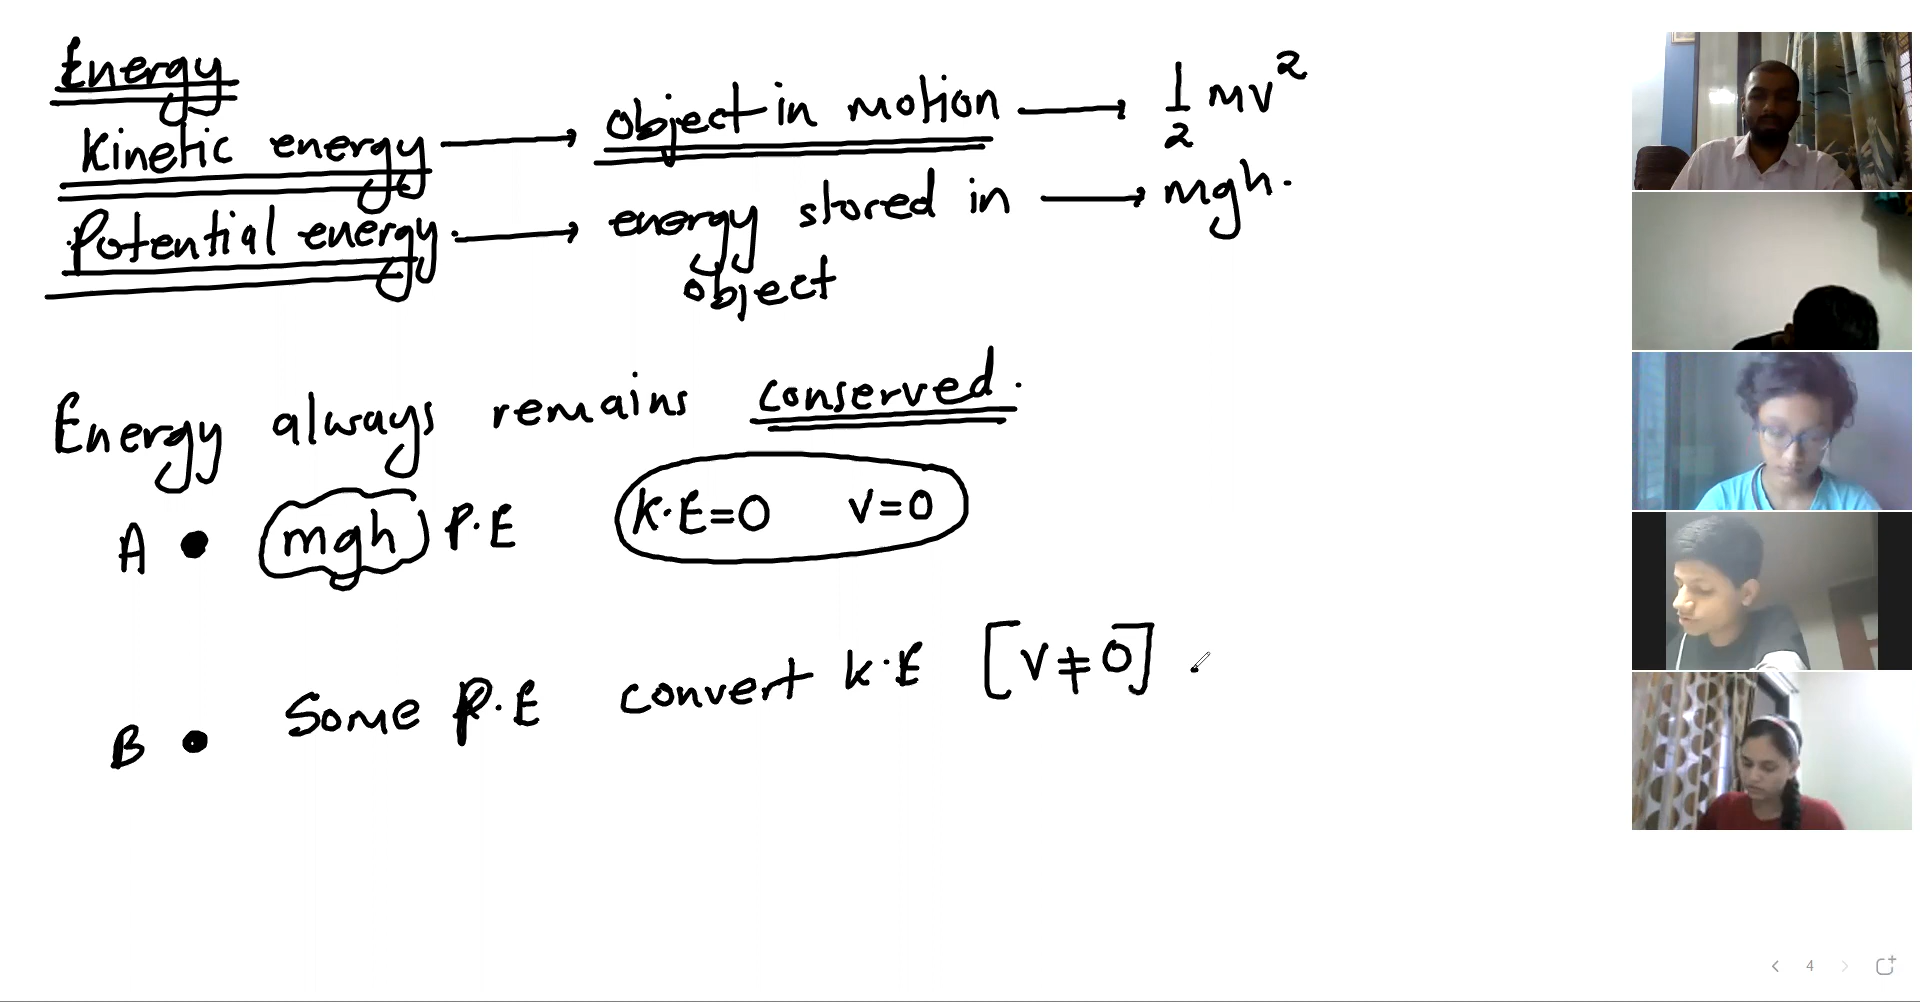 Energy
Kinetic energy → object in motion → 1/2 mv²
Potential energy. → energy stored in → mgh.
object
Energy always remains conserved.
A • mgh P.E K.E=0 v=0
B • Some P.E convert K.E [v≠0] .
4